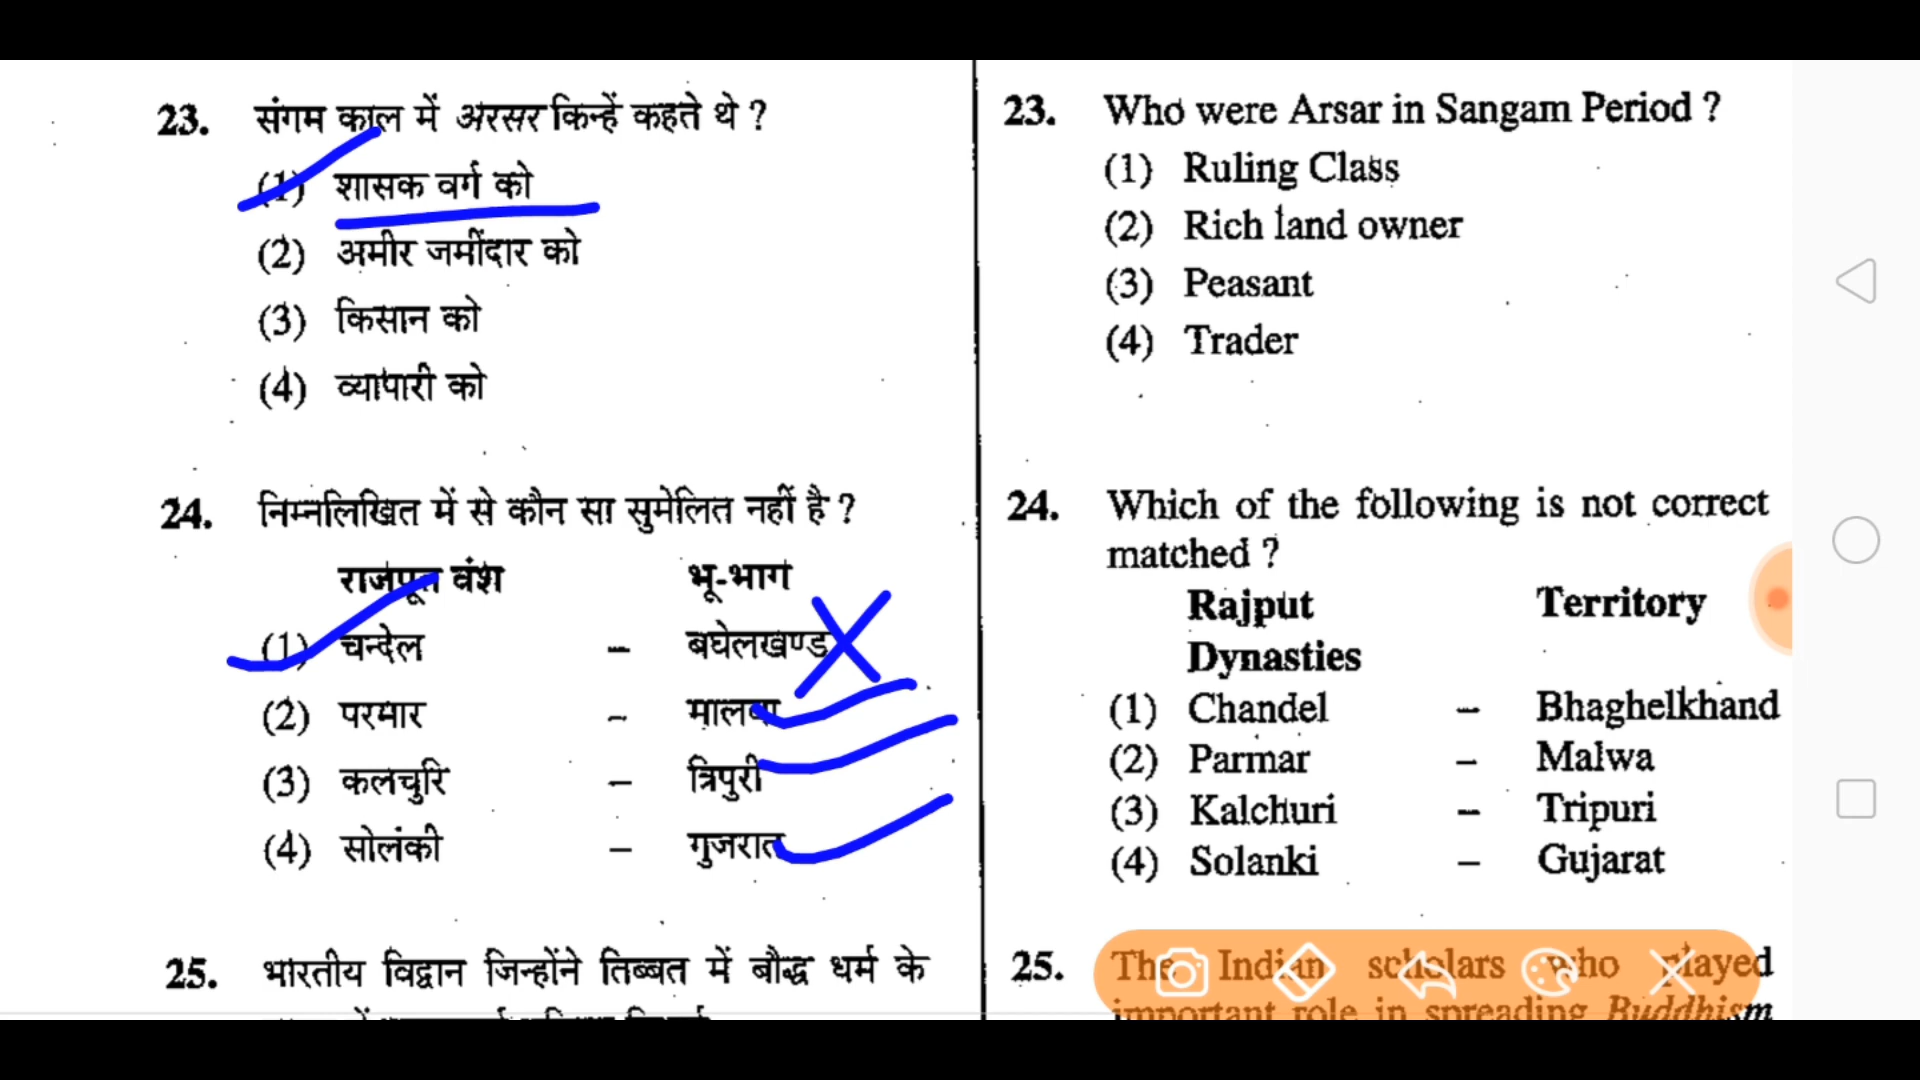 23. संगम काल में अरसर किन्हें कहते थे ?
(1) शासक वर्ग को
(2) अमीर जमींदार को
(3) किसान को
(4) व्यापारी को
24. निम्नलिखित में से कौन सा सुमेलित नहीं है ?
राजपूत वंश भू-भाग
(1) चन्देल – बघेलखण्ड
(2) परमार – मालवा
(3) कलचुरि – त्रिपुरी
(4) सोलंकी – गुजरात
25. भारतीय विद्वान जिन्होंने तिब्बत में बौद्ध धर्म के
23. Who were Arsar in Sangam Period ?
(1) Ruling Class
(2) Rich land owner
(3) Peasant
(4) Trader
24. Which of the following is not correct
matched ?
Rajput Territory
Dynasties
(1) Chandel – Bhaghelkhand
(2) Parmar – Malwa
(3) Kalchuri – Tripuri
(4) Solanki – Gujarat
25. The Indian scholars who played
important role in spreading Buddhism